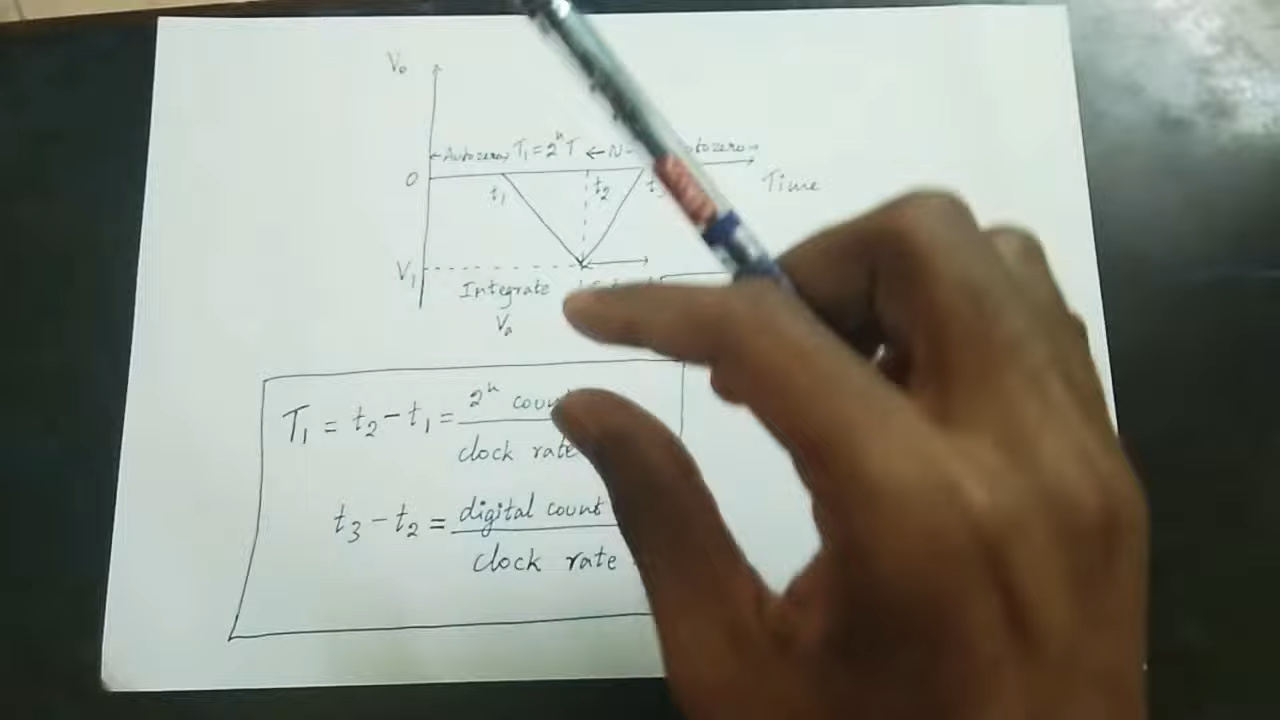 V₀
←Autozero→ T₁ = 2ⁿT ← N
0 t₁ t₂ Time
V₁
Integrate
Vₐ
T₁ = t₂ - t₁ = 2ⁿ
clock rate
t₃ - t₂ = digital count
clock rate